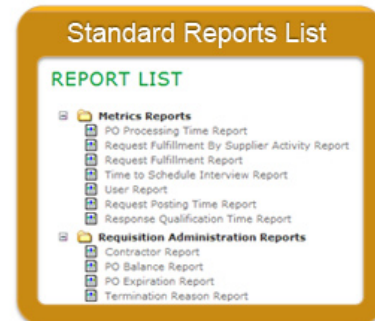 Standard Reports List
REPORT LIST
Metrics Reports
PO Processing Time Report
Request Fulfillment By Supplier Activity Report
Request Fulfillment Report
Time to Schedule Interview Report
User Report
Request Posting Time Report
Response Qualification Time Report
Requisition Administration Reports
Contractor Report
PO Balance Report
PO Expiration Report
Termination Reason Report